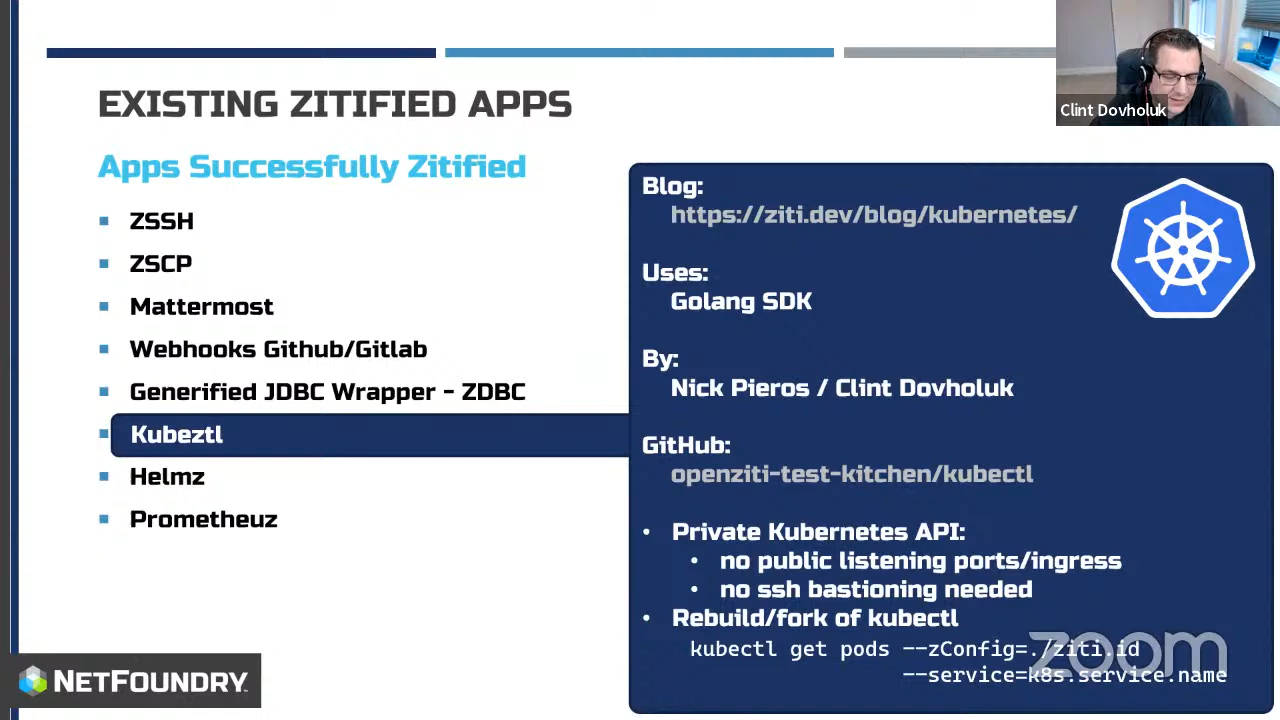 Clint Dovholuk
EXISTING ZITIFIED APPS
Apps Successfully Zitified
ZSSH
ZSCP
Mattermost
Webhooks Github/Gitlab
Generified JDBC Wrapper - ZDBC
Kubeztl
Helmz
Prometheuz
Blog:
https://ziti.dev/blog/kubernetes/
Uses:
Golang SDK
By:
Nick Pieros / Clint Dovholuk
GitHub:
openziti-test-kitchen/kubectl
• Private Kubernetes API:
• no public listening ports/ingress
• no ssh bastioning needed
• Rebuild/fork of kubectl
kubectl get pods --zConfig=./ziti.id
--service=k8s.service.name
zoom
NETFOUNDRY